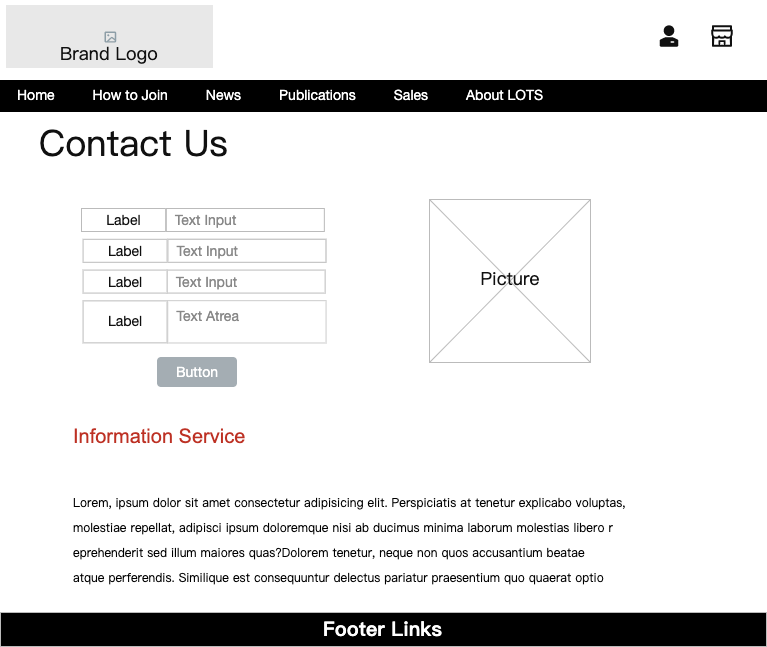 Brand Logo
Home How to Join News Publications Sales About LOTS
Contact Us
Label Text Input
Label Text Input
Label Text Input
Label Text Atrea
Button
Picture
Information Service
Lorem, ipsum dolor sit amet consectetur adipisicing elit. Perspiciatis at tenetur explicabo voluptas,
molestiae repellat, adipisci ipsum doloremque nisi ab ducimus minima laborum molestias libero r
eprehenderit sed illum maiores quas?Dolorem tenetur, neque non quos accusantium beatae
atque perferendis. Similique est consequuntur delectus pariatur praesentium quo quaerat optio
Footer Links